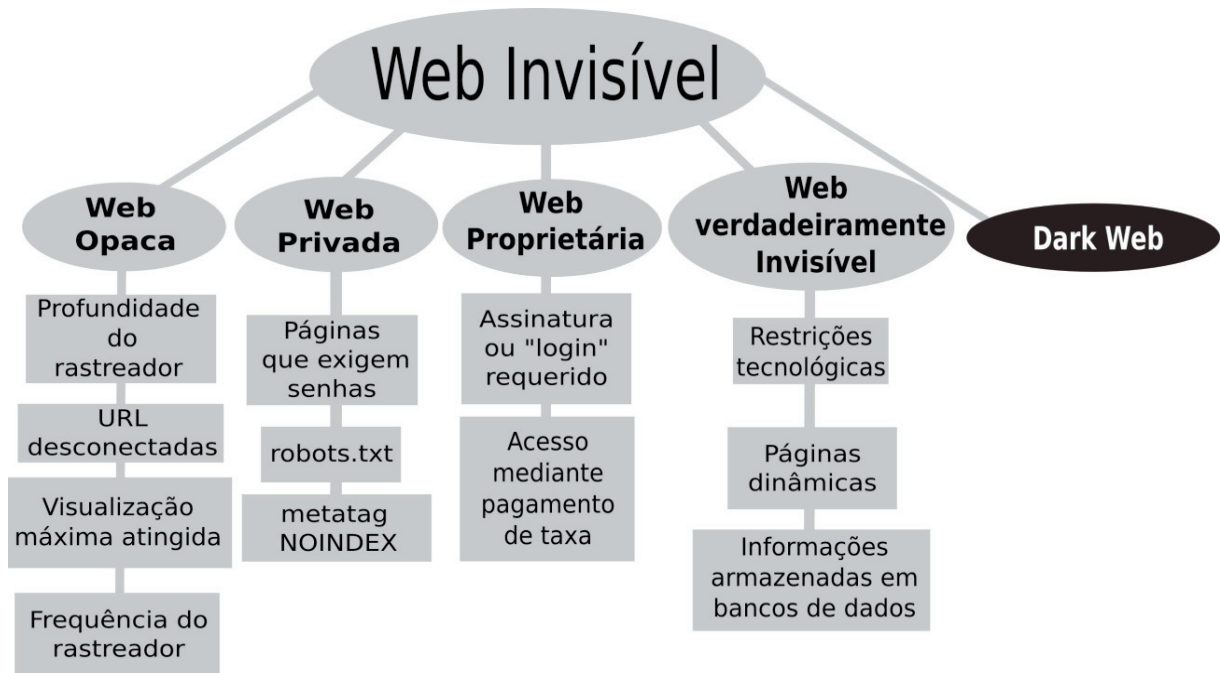 Web Invisível
Web
Opaca
Profundidade
do
rastreador
URL
desconectadas
Visualização
máxima atingida
Frequência do
rastreador
Web
Privada
Páginas
que exigem
senhas
robots.txt
metatag
NOINDEX
Web
Proprietária
Assinatura
ou "login"
requerido
Acesso
mediante
pagamento
de taxa
Web
verdadeiramente
Invisível
Restrições
tecnológicas
Páginas
dinâmicas
Informações
armazenadas em
bancos de dados
Dark Web